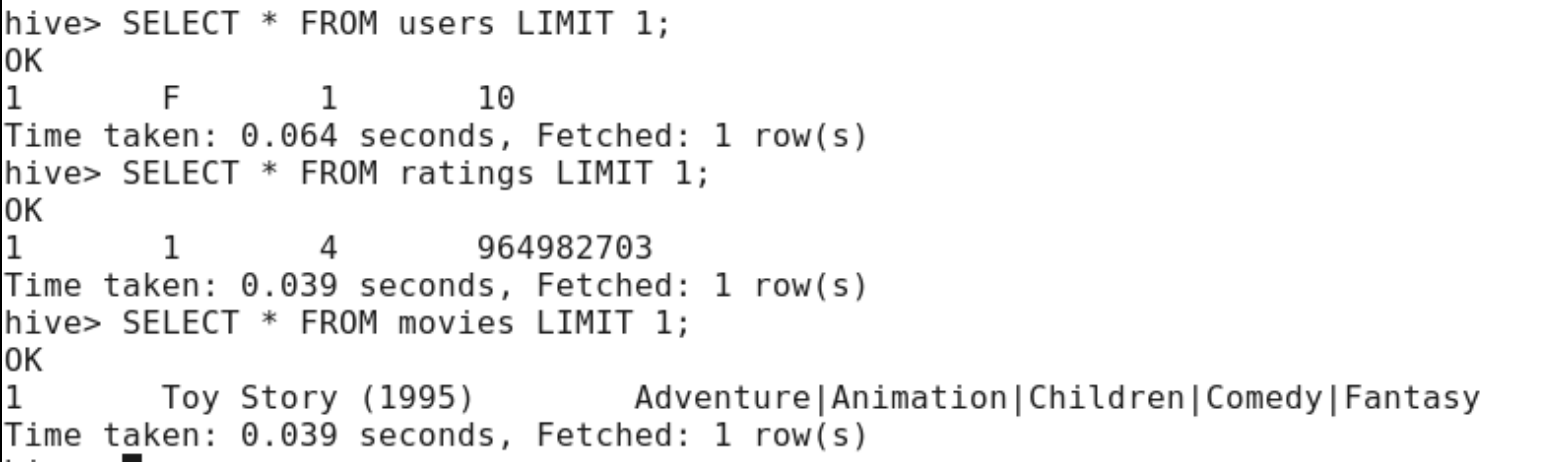 hive> SELECT * FROM users LIMIT 1;
OK
1       F       1       10
Time taken: 0.064 seconds, Fetched: 1 row(s)
hive> SELECT * FROM ratings LIMIT 1;
OK
1       1       4       964982703
Time taken: 0.039 seconds, Fetched: 1 row(s)
hive> SELECT * FROM movies LIMIT 1;
OK
1       Toy Story (1995)        Adventure|Animation|Children|Comedy|Fantasy
Time taken: 0.039 seconds, Fetched: 1 row(s)